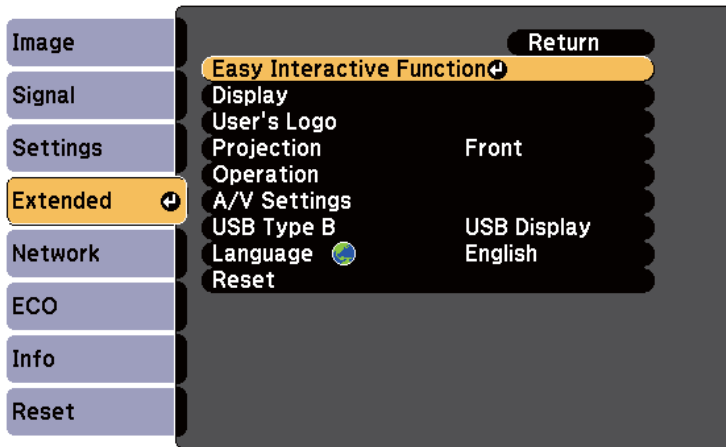 Image
Signal
Settings
Extended
Network
ECO
Info
Reset
Return
Easy Interactive Function
Display
User's Logo
Projection Front
Operation
A/V Settings
USB Type B USB Display
Language English
Reset